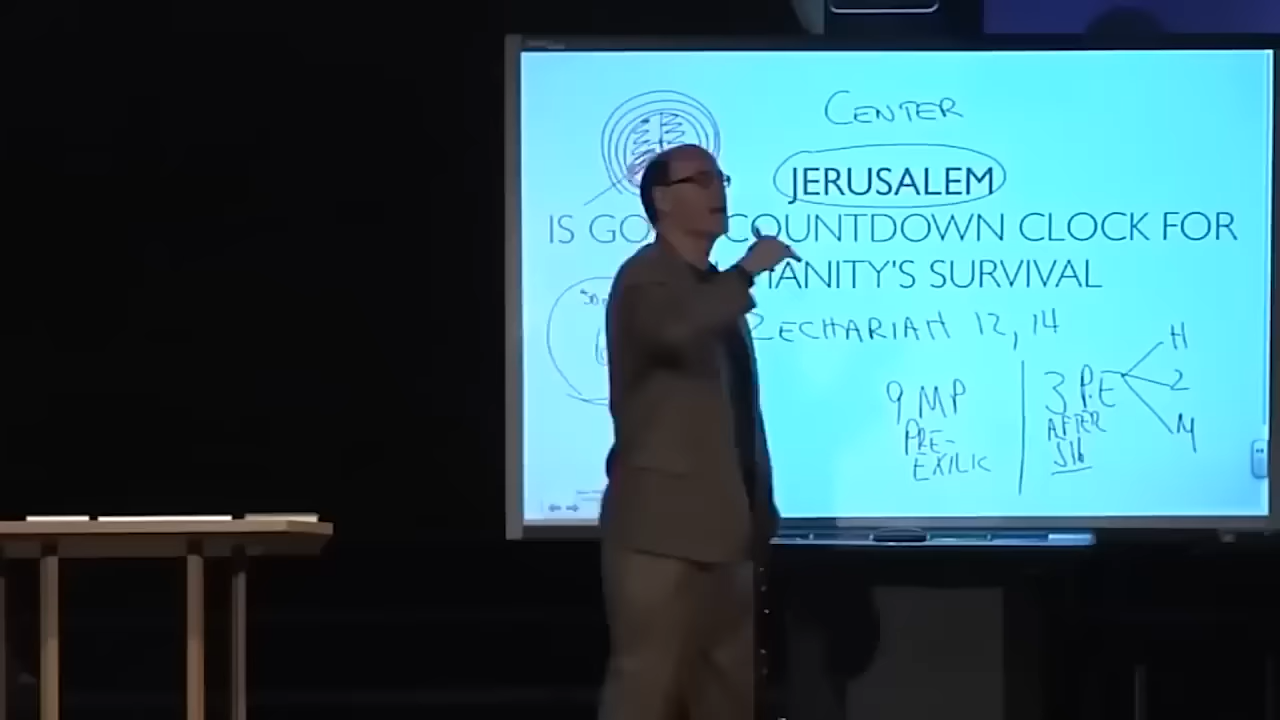 CENTER
JERUSALEM
IS GO COUNTDOWN CLOCK FOR
ANITY'S SURVIVAL
ZECHARIAH 12, 14
9 MP
PRE-
EXILIC
3 P.E
AFTER
516
H
Z
M